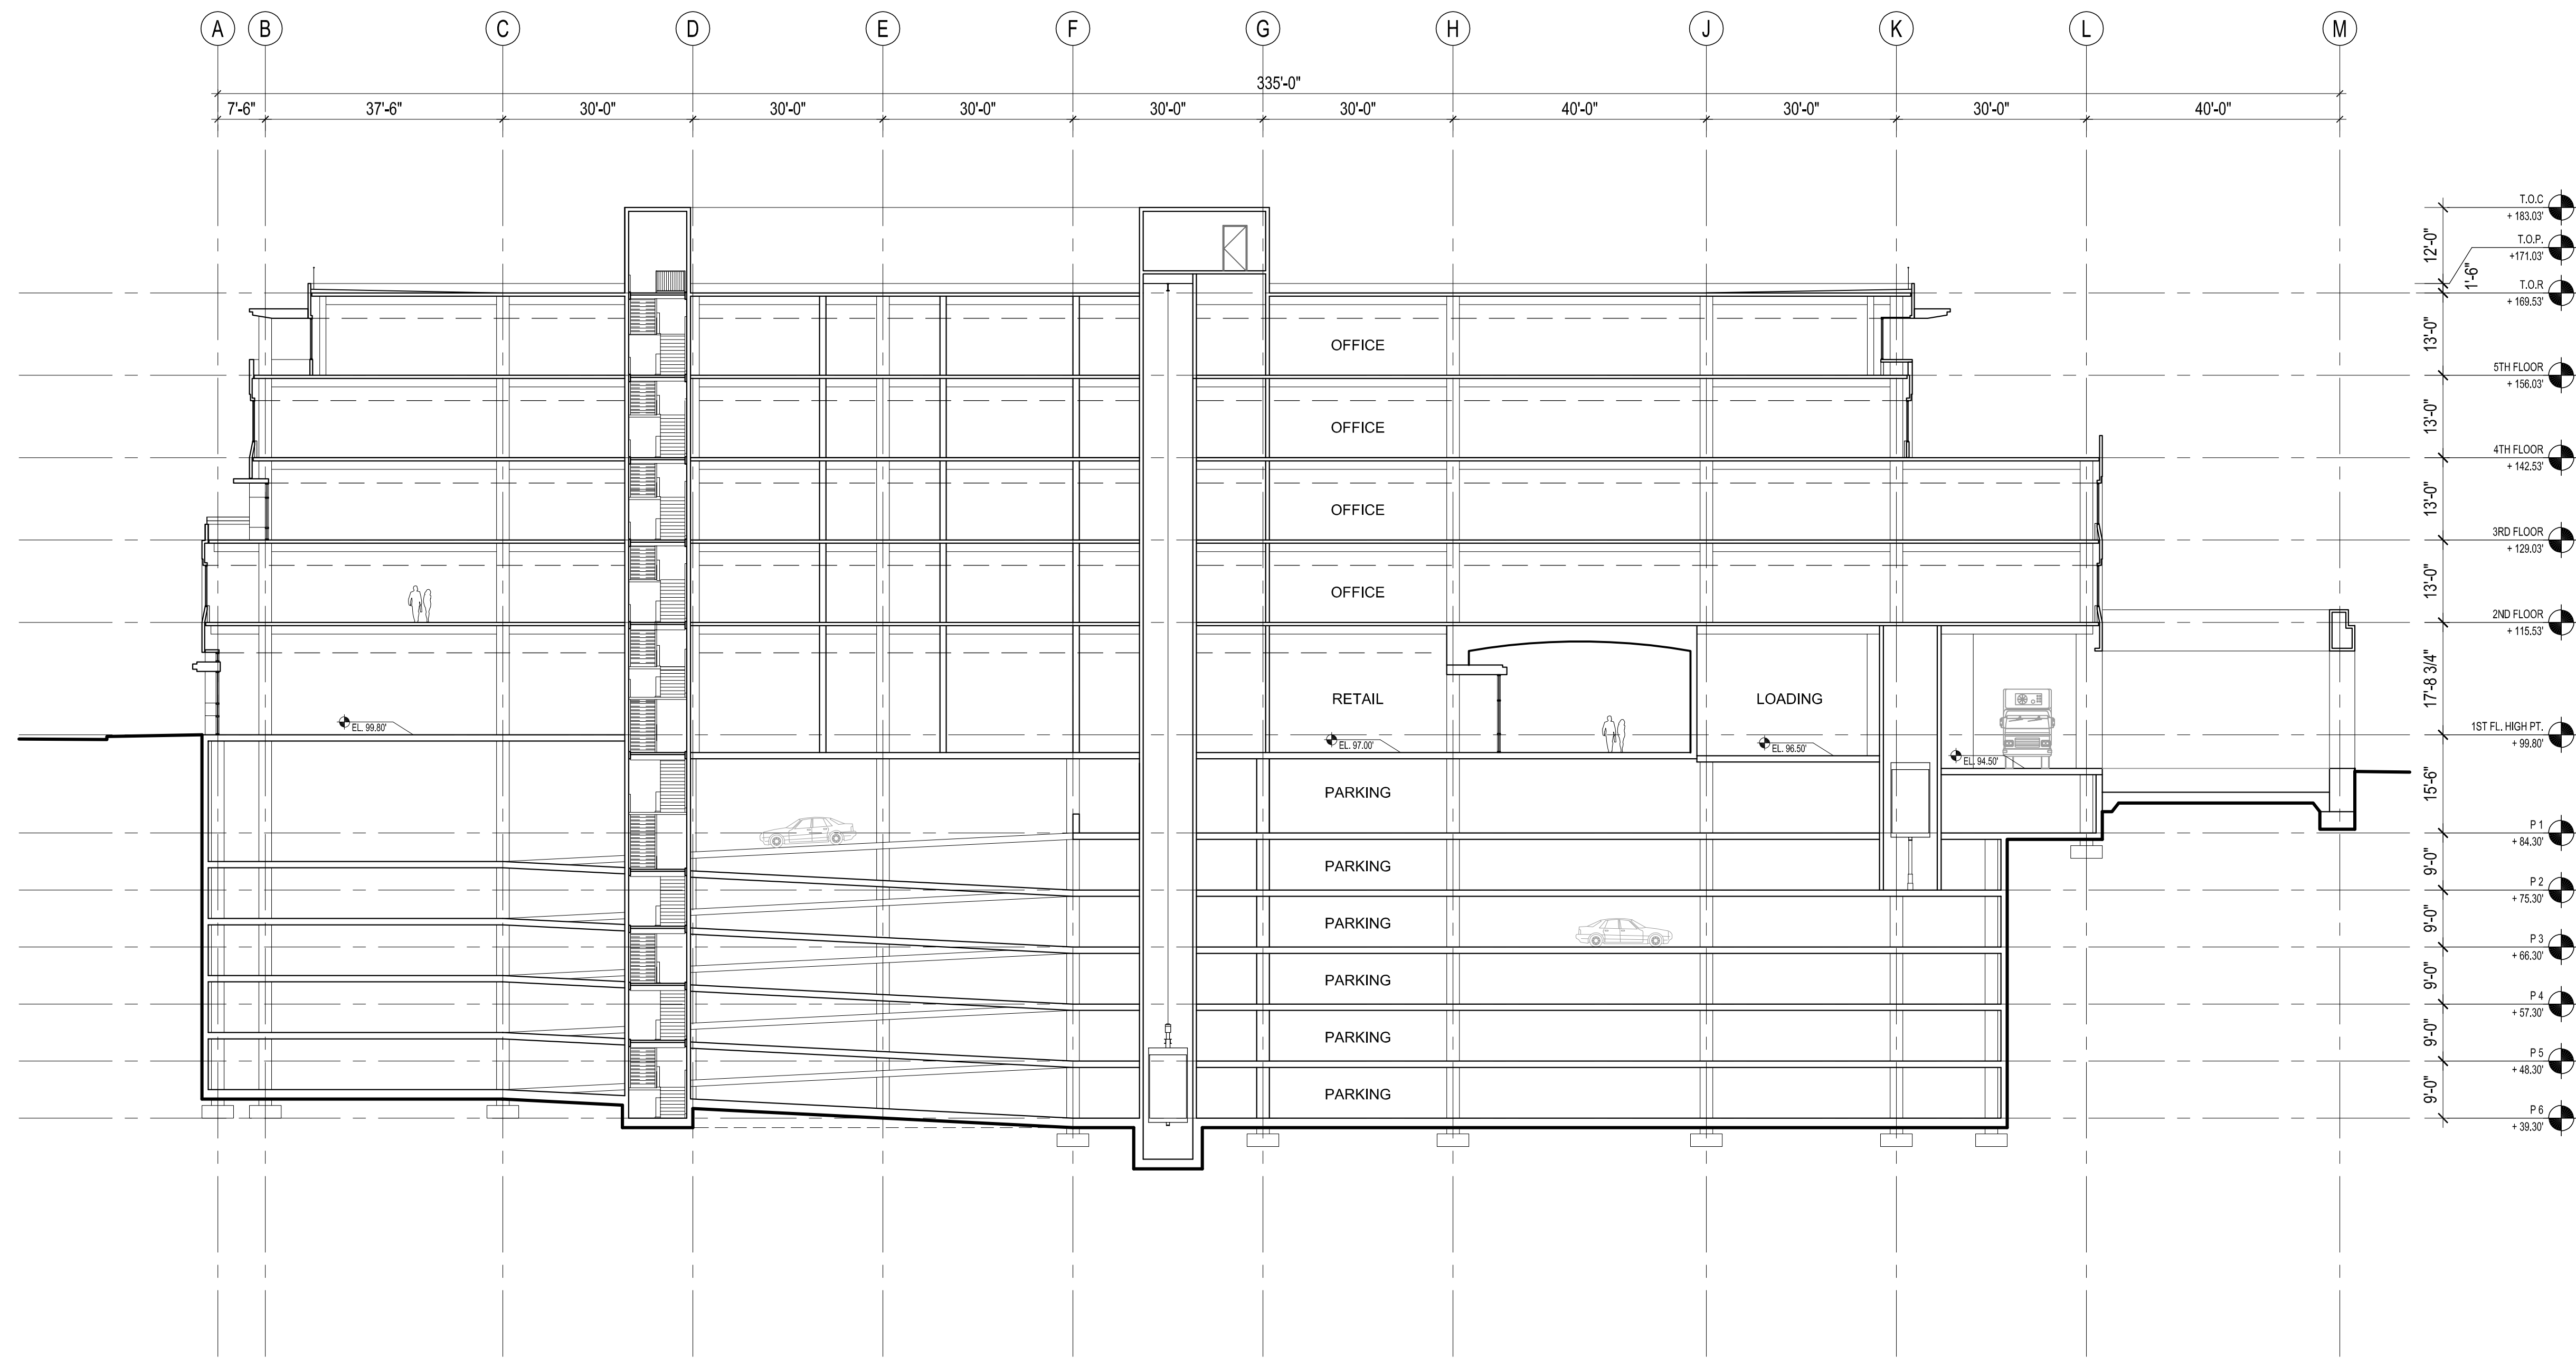 A B C D E F G H J K L M
335'-0"
7'-6" 37'-6" 30'-0" 30'-0" 30'-0" 30'-0" 30'-0" 40'-0" 30'-0" 30'-0" 40'-0"
T.O.C
+ 183.03'
12'-0"
T.O.P.
+171.03'
1'-6"
T.O.R
+ 169.53'
13'-0"
OFFICE
5TH FLOOR
+ 156.03'
13'-0"
OFFICE
4TH FLOOR
+ 142.53'
13'-0"
OFFICE
3RD FLOOR
+ 129.03'
13'-0"
OFFICE
2ND FLOOR
+ 115.53'
17'-8 3/4"
RETAIL
LOADING
EL. 99.80'
EL. 97.00'
EL. 96.50'
EL. 94.50'
1ST FL. HIGH PT.
+ 99.80'
15'-6"
PARKING
P 1
+ 84.30'
9'-0"
PARKING
P 2
+ 75.30'
9'-0"
PARKING
P 3
+ 66.30'
9'-0"
PARKING
P 4
+ 57.30'
9'-0"
PARKING
P 5
+ 48.30'
9'-0"
PARKING
P 6
+ 39.30'